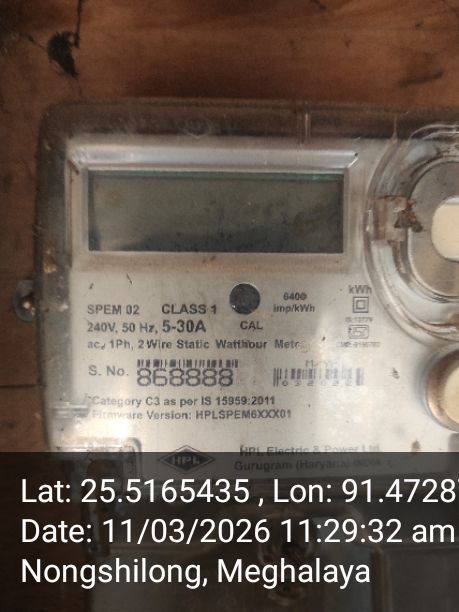 SPEM 02 CLASS 1 6400 kWh
240V, 50 Hz, 5-30A CAL imp/kWh
ac, 1Ph, 2 Wire Static Watthour Meter
S. No. 868888
Category C3 as per IS 15959:2011
Firmware Version: HPLSPEM6XXX01
HPL HPL Electric & Power Ltd
Gurugram (Haryana)
Lat: 25.5165435 , Lon: 91.4728
Date: 11/03/2026 11:29:32 am
Nongshilong, Meghalaya